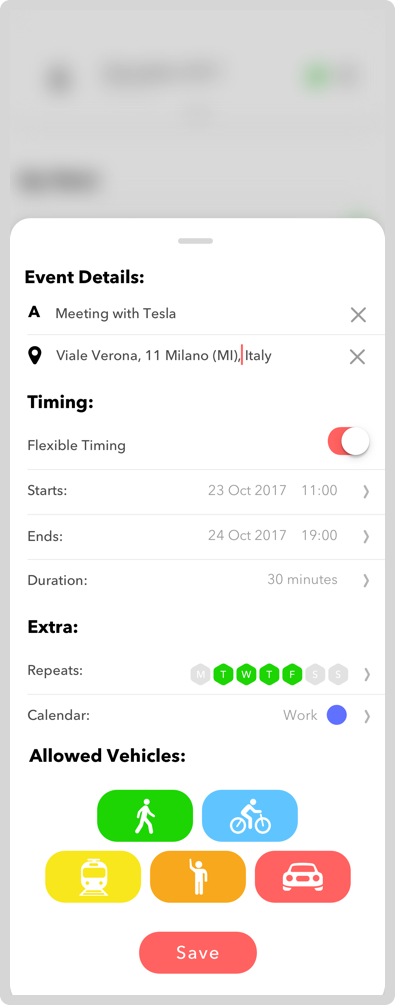 Event Details:
A Meeting with Tesla
Viale Verona, 11 Milano (MI), Italy
Timing:
Flexible Timing
Starts: 23 Oct 2017 11:00
Ends: 24 Oct 2017 19:00
Duration: 30 minutes
Extra:
Repeats: M T W T F S S
Calendar: Work
Allowed Vehicles:
Save